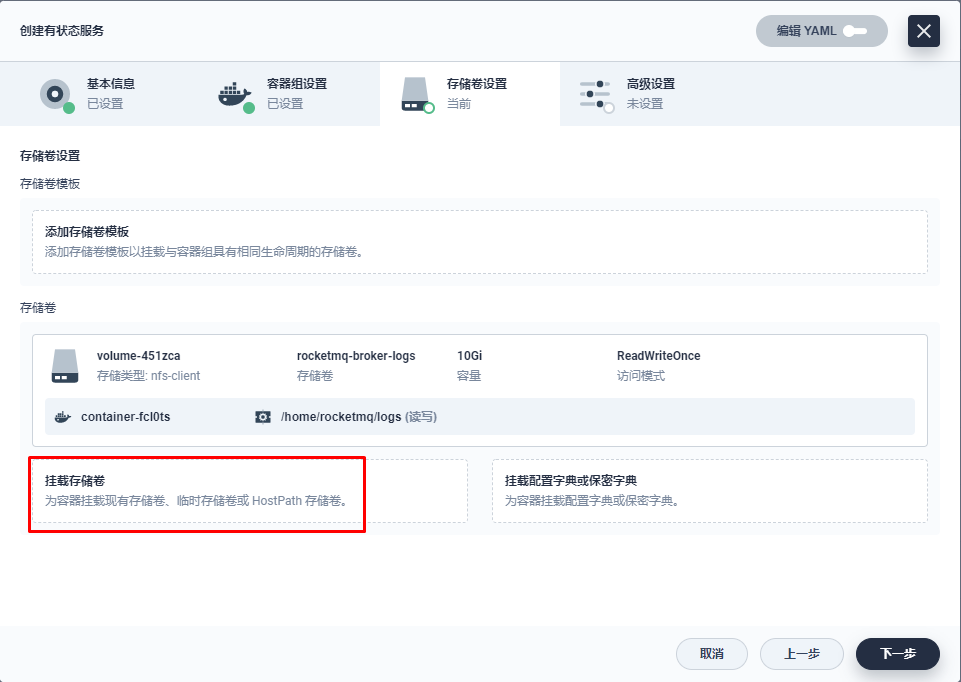 创建有状态服务
编辑 YAML
基本信息
已设置
容器组设置
已设置
存储卷设置
当前
高级设置
未设置
存储卷设置
存储卷模板
添加存储卷模板
添加存储卷模板以挂载与容器组具有相同生命周期的存储卷。
存储卷
volume-451zca
存储类型: nfs-client
rocketmq-broker-logs
存储卷
10Gi
容量
ReadWriteOnce
访问模式
container-fcl0ts
/home/rocketmq/logs (读写)
挂载存储卷
为容器挂载现有存储卷、临时存储卷或 HostPath 存储卷。
挂载配置字典或保密字典
为容器挂载配置字典或保密字典。
取消
上一步
下一步